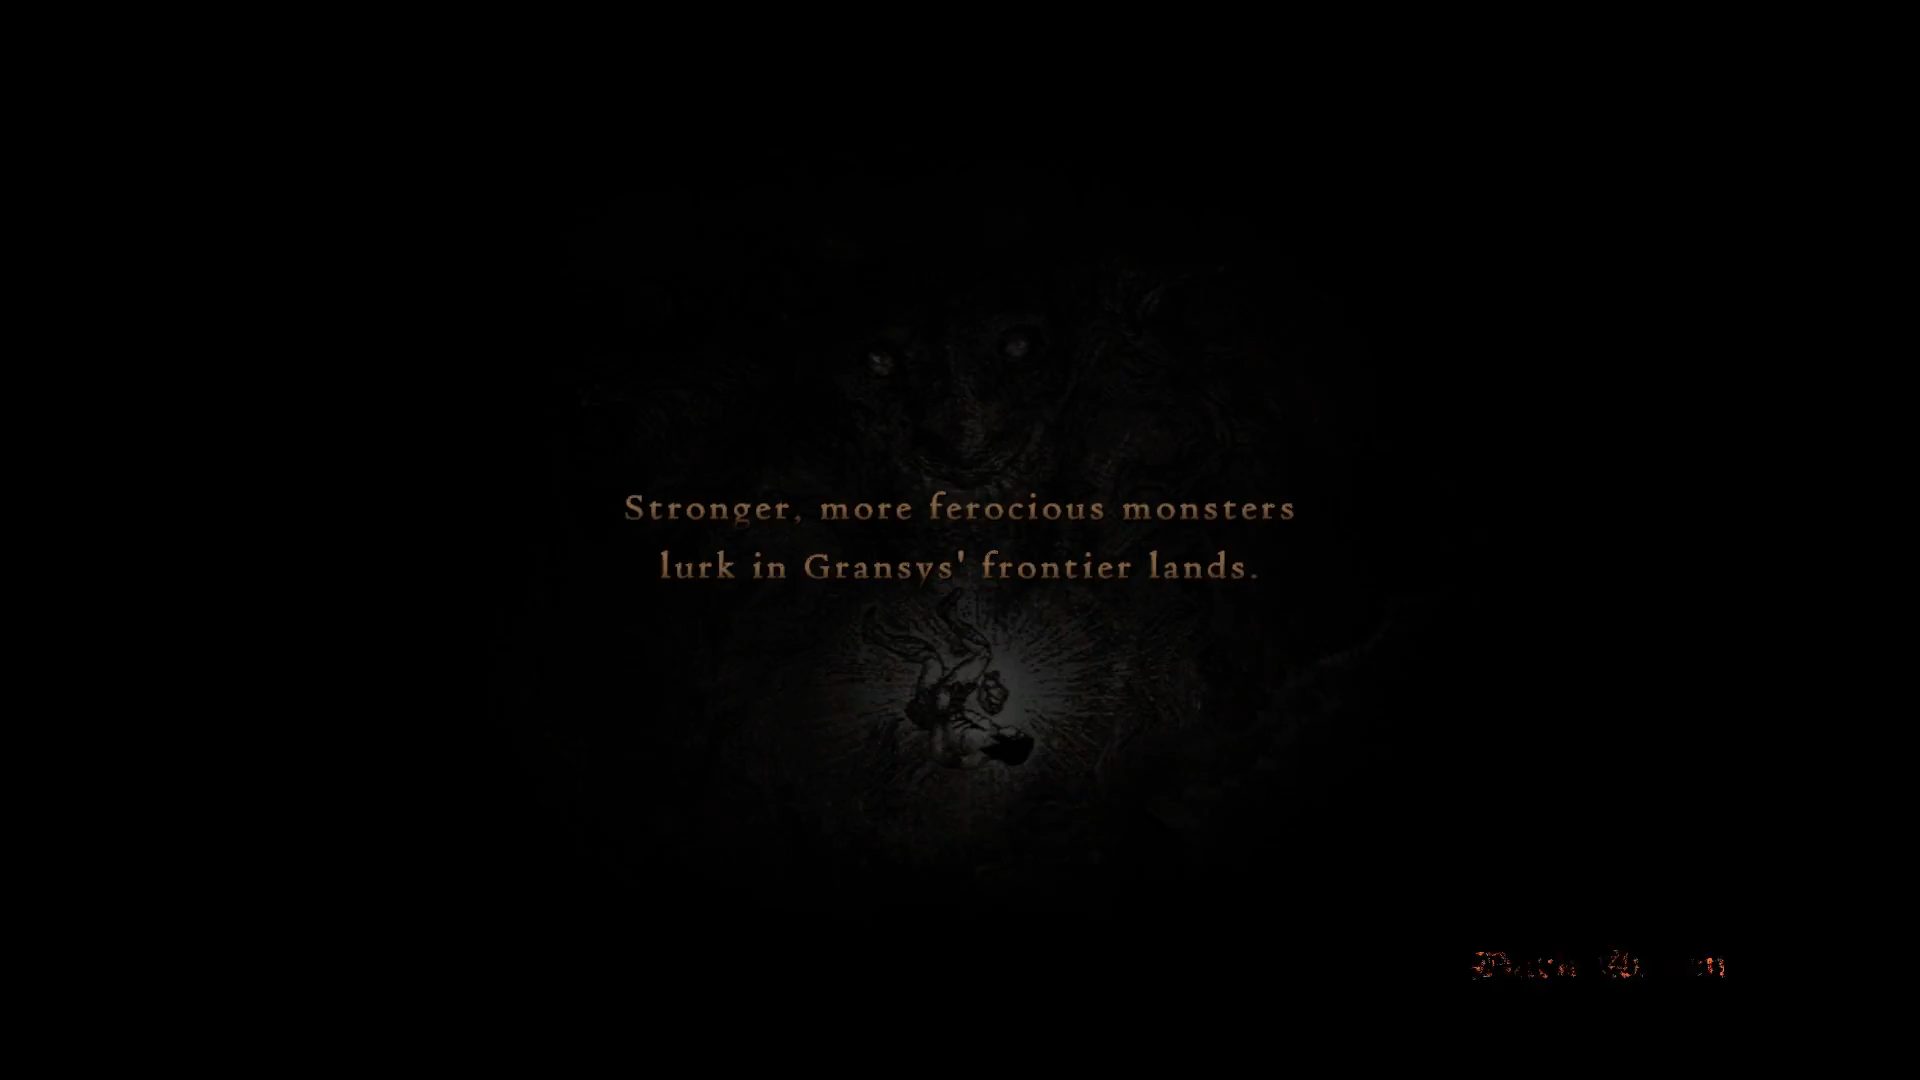 Stronger, more ferocious monsters
lurk in Gransys' frontier lands.